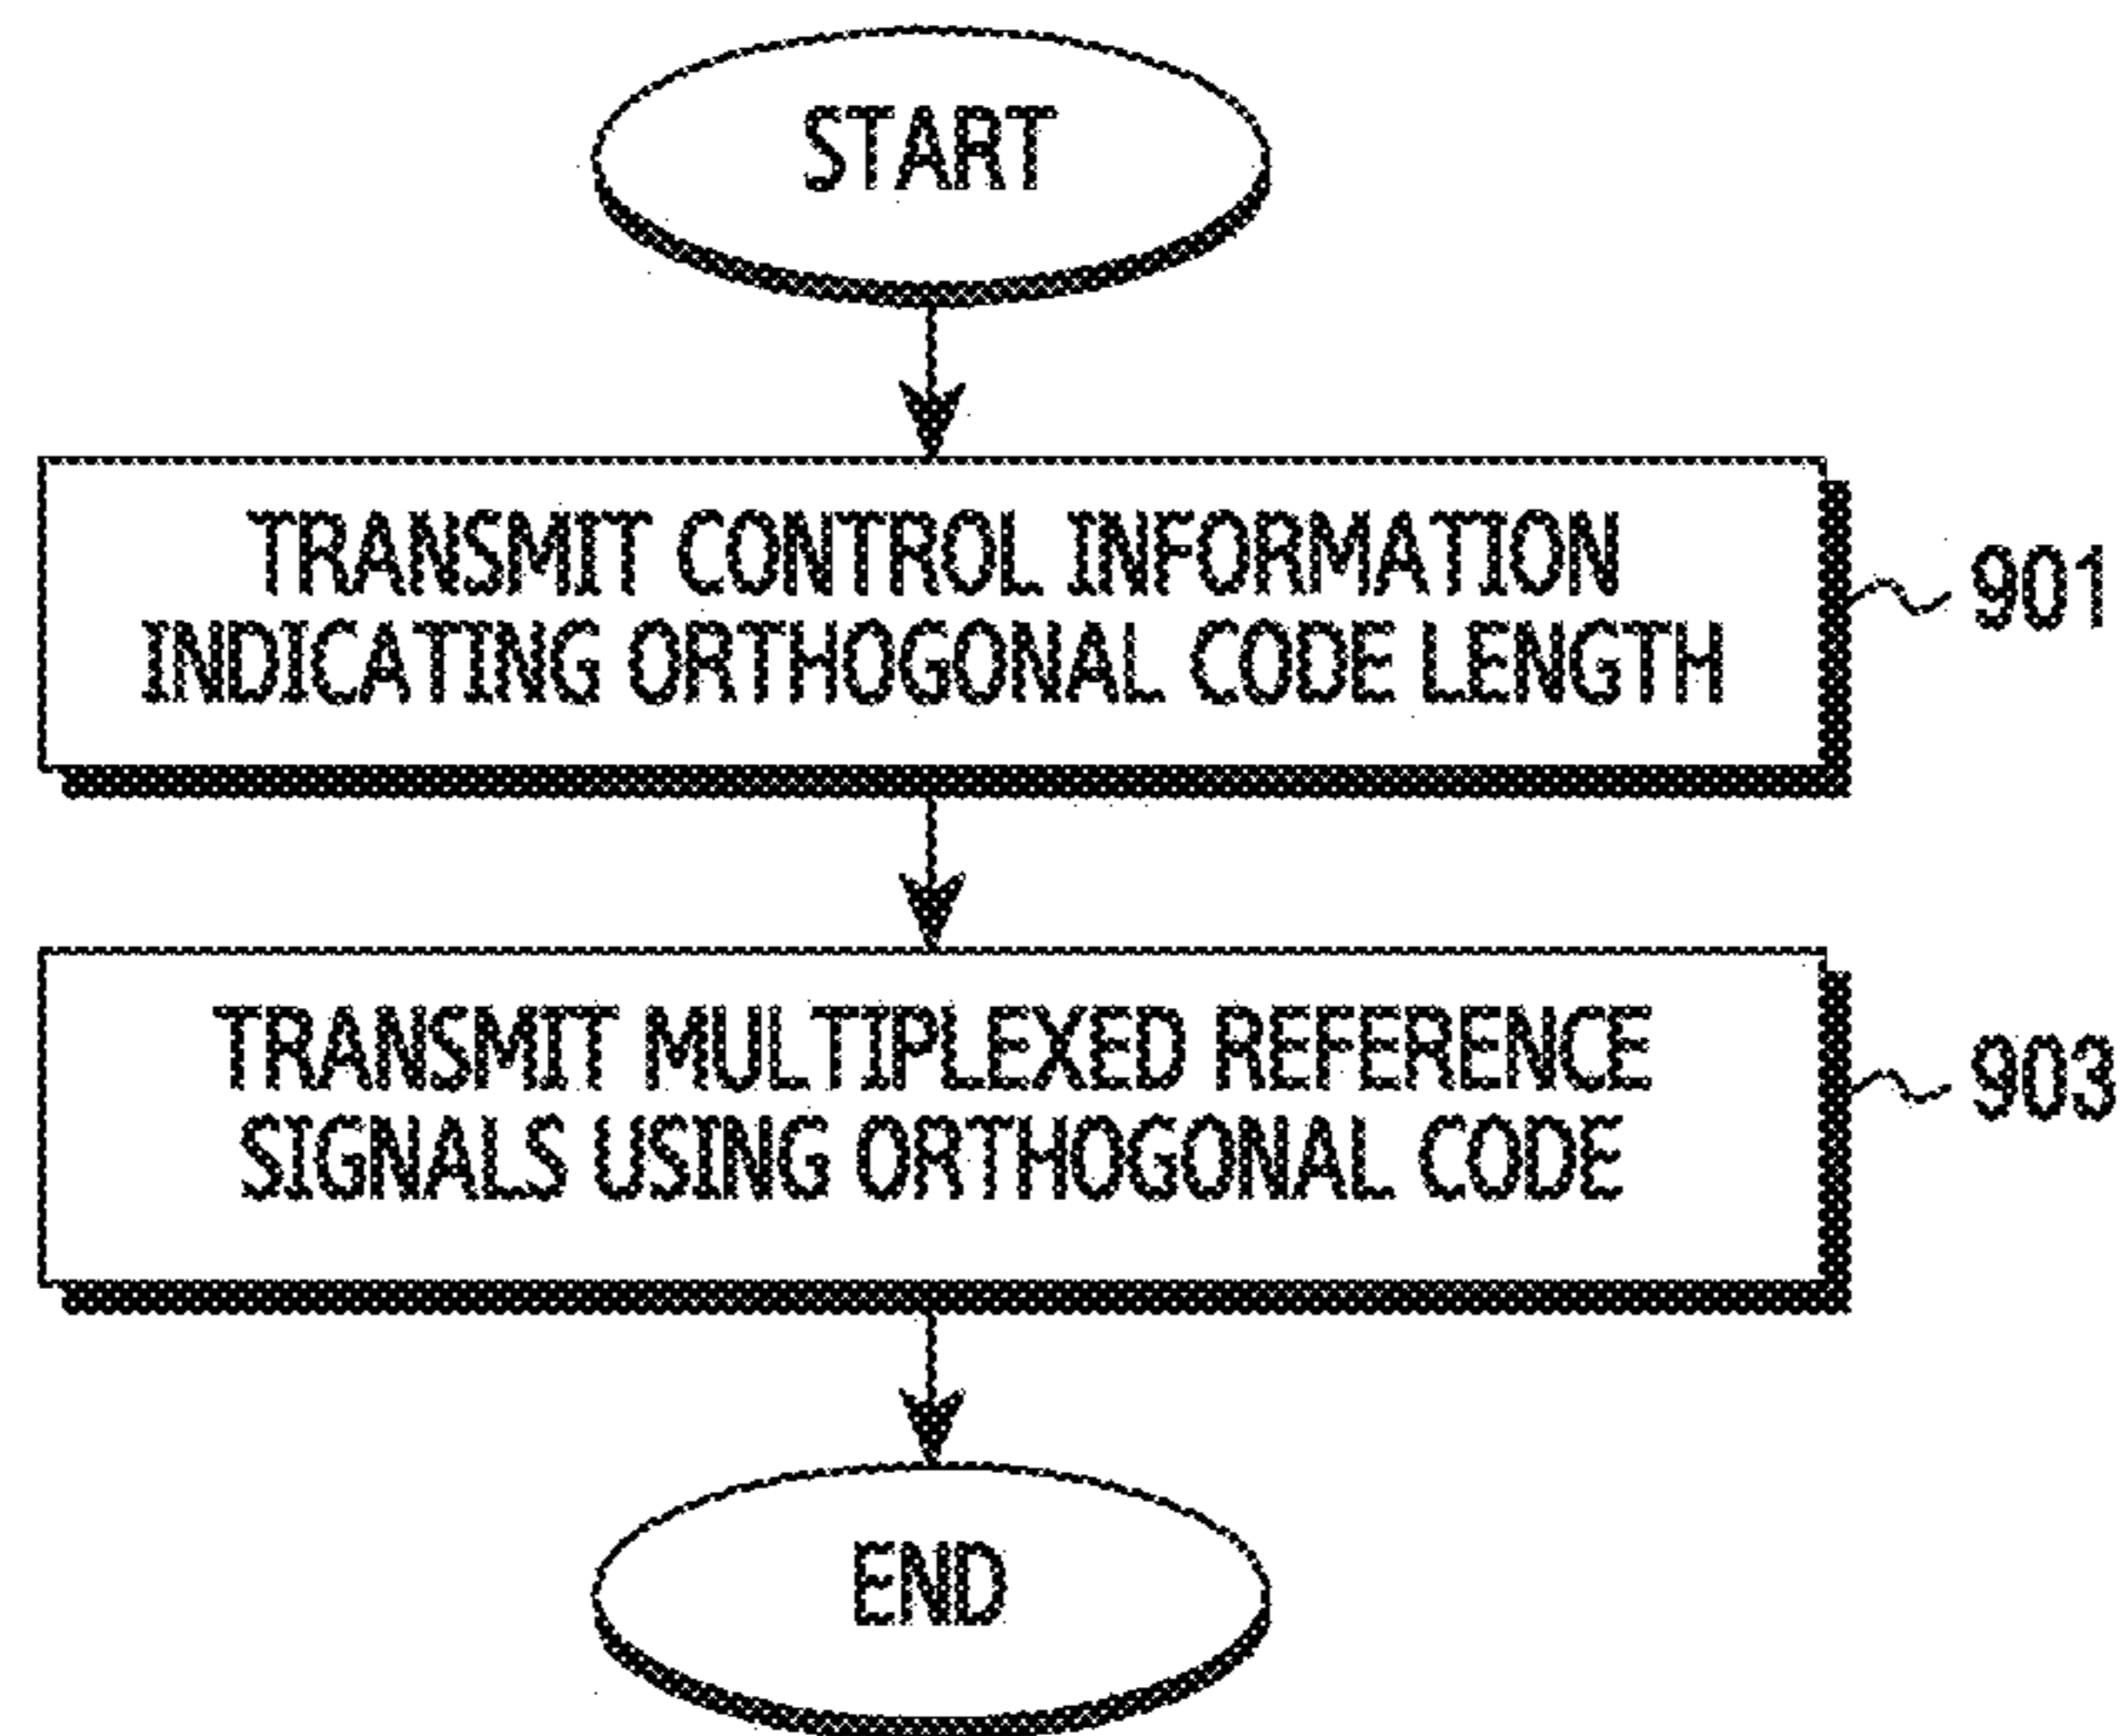 START
TRANSMIT CONTROL INFORMATION
INDICATING ORTHOGONAL CODE LENGTH
901
TRANSMIT MULTIPLEXED REFERENCE
SIGNALS USING ORTHOGONAL CODE
903
END